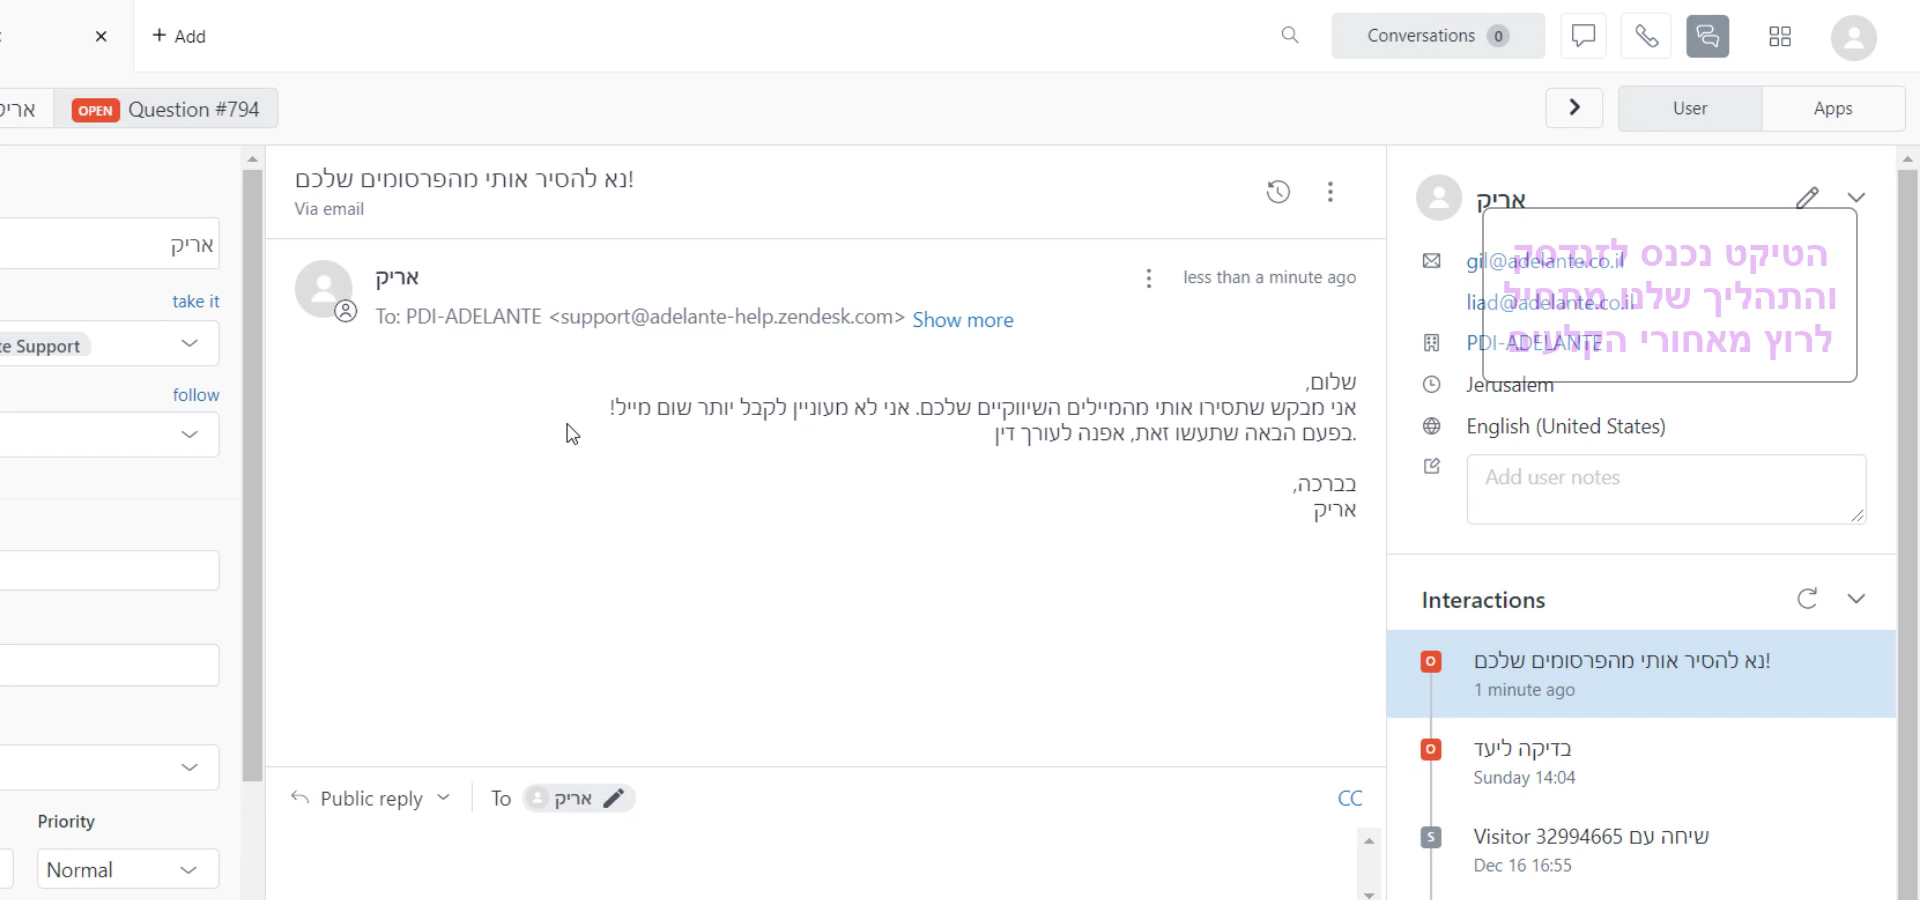 Add
Conversations 0
ארי
OPEN Question #794
User
Apps
נא להסיר אותי מהפרסומים שלכם!
Via email
אריק
take it
Support
follow
Priority
Normal
אריק
less than a minute ago
To: PDI-ADELANTE <support@adelante-help.zendesk.com> Show more
שלום,
אני מבקש שתסירו אותי מהמיילים השיווקיים שלכם. אני לא מעוניין לקבל יותר שום מייל!
בפעם הבאה שתעשו זאת, אפנה לעורך דין.
בברכה,
אריק
Public reply
To
אריק
CC
אריק
gil@adelante.co.il
liad@adelante.co.il
PDI-ADELANTE
Jerusalem
English (United States)
Add user notes
הטיקט נכנס לזנדסק
והתהליך שלנו מתחיל
לרוץ מאחורי הקלעים
Interactions
O נא להסיר אותי מהפרסומים שלכם!
1 minute ago
O בדיקה ליעד
Sunday 14:04
S שיחה עם Visitor 32994665
Dec 16 16:55